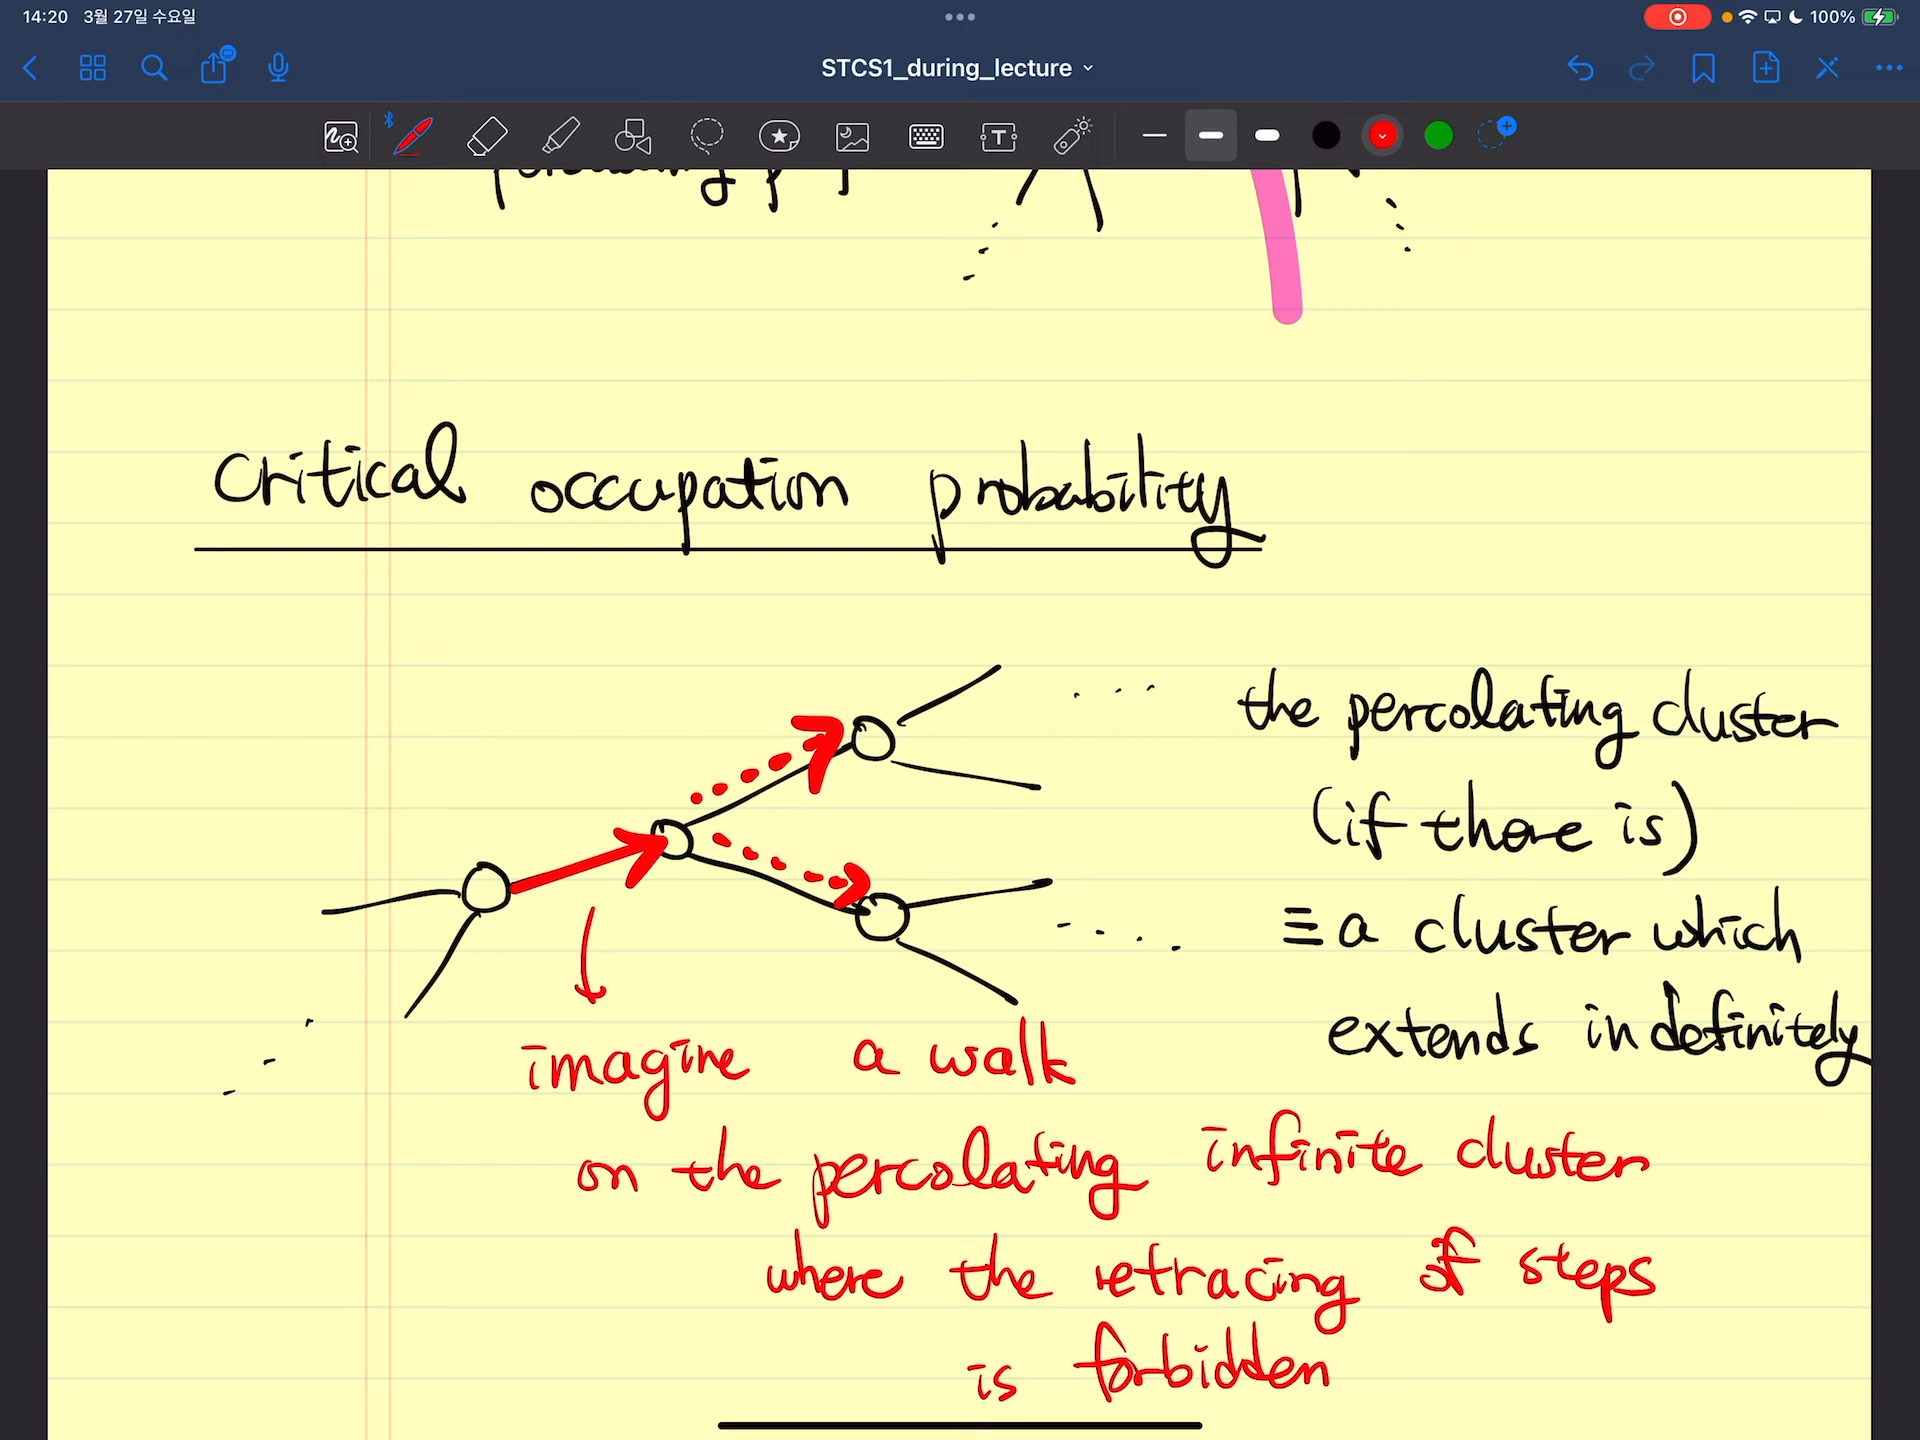 14:20 3월 27일 수요일
100%
STCS1_during_lecture
T
Critical occupation probability
the percolating cluster
(if there is)
≡ a cluster which
extends indefinitely
imagine a walk
on the percolating infinite cluster
where the retracing of steps
is forbidden